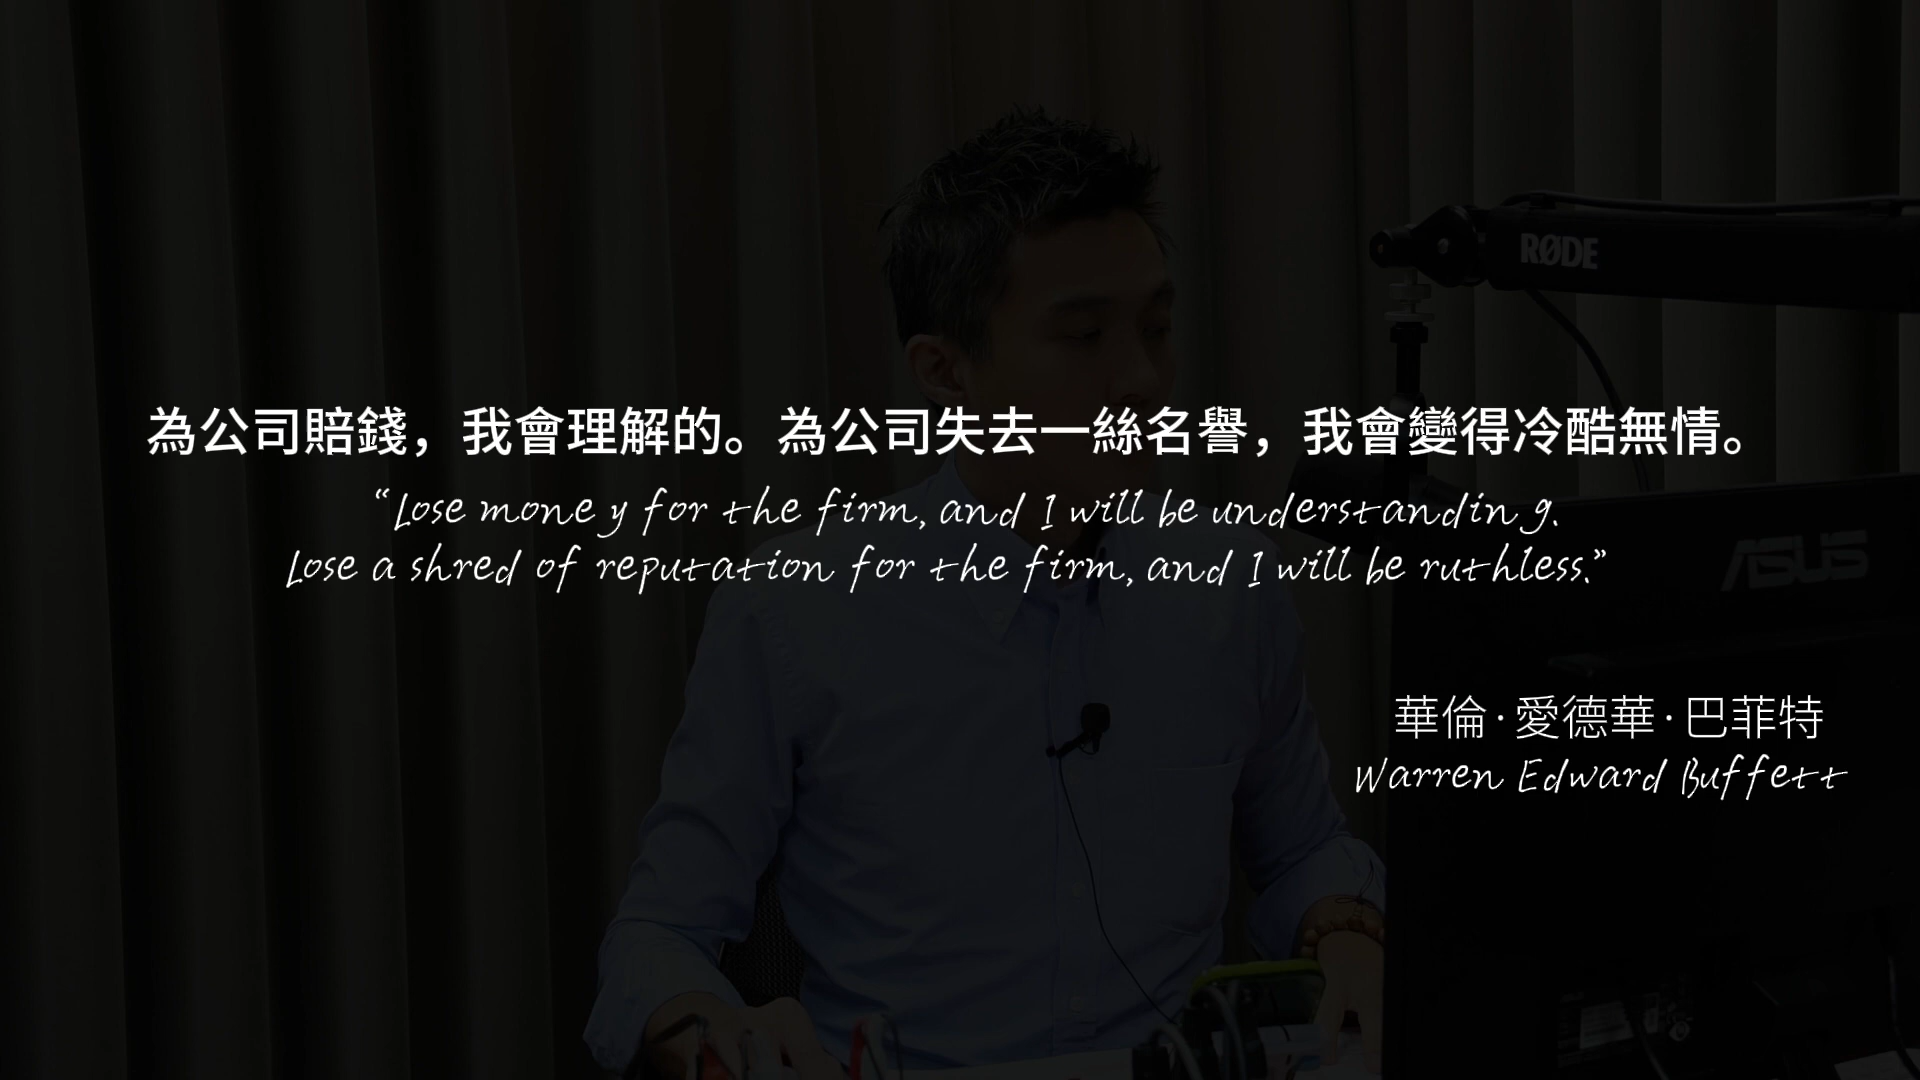 RØDE
為公司賠錢，我會理解的。為公司失去一絲名譽，我會變得冷酷無情。
“Lose money for the firm, and I will be understanding.
Lose a shred of reputation for the firm, and I will be ruthless.”
ASUS
華倫·愛德華·巴菲特
Warren Edward Buffett